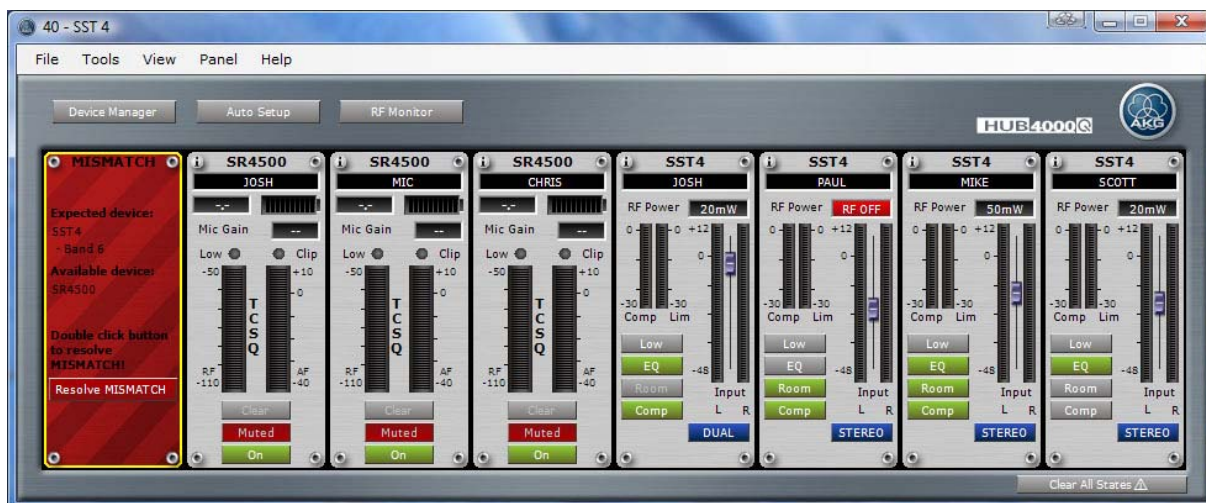 40 - SST 4
File Tools View Panel Help
Device Manager Auto Setup RF Monitor
HUB4000Q
AKG
MISMATCH
Expected device:
SST4
- Band 6
Available device:
SR4500
Double click button
to resolve
MISMATCH!
Resolve MISMATCH
i SR4500
JOSH
-.-
Mic Gain --
Low Clip
-50 +10
0
TCSQ
RF AF
-110 -40
Clear
Muted
On
i SR4500
MIC
-.-
Mic Gain --
Low Clip
-50 +10
0
TCSQ
RF AF
-110 -40
Clear
Muted
On
i SR4500
CHRIS
-.-
Mic Gain --
Low Clip
-50 +10
0
TCSQ
RF AF
-110 -40
Clear
Muted
On
i SST4
JOSH
RF Power 20mW
0 0 +12
0
-30 -30
Comp Lim
Low
EQ -48
Room Input
Comp L R
DUAL
i SST4
PAUL
RF Power RF OFF
0 0 +12
0
-30 -30
Comp Lim
Low
EQ -48
Room Input
Comp L R
STEREO
i SST4
MIKE
RF Power 50mW
0 0 +12
0
-30 -30
Comp Lim
Low
EQ -48
Room Input
Comp L R
STEREO
i SST4
SCOTT
RF Power 20mW
0 0 +12
0
-30 -30
Comp Lim
Low
EQ -48
Room Input
Comp L R
STEREO
Clear All States ⚠